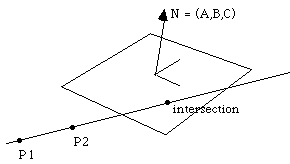 N = (A,B,C)
intersection
P2
P1